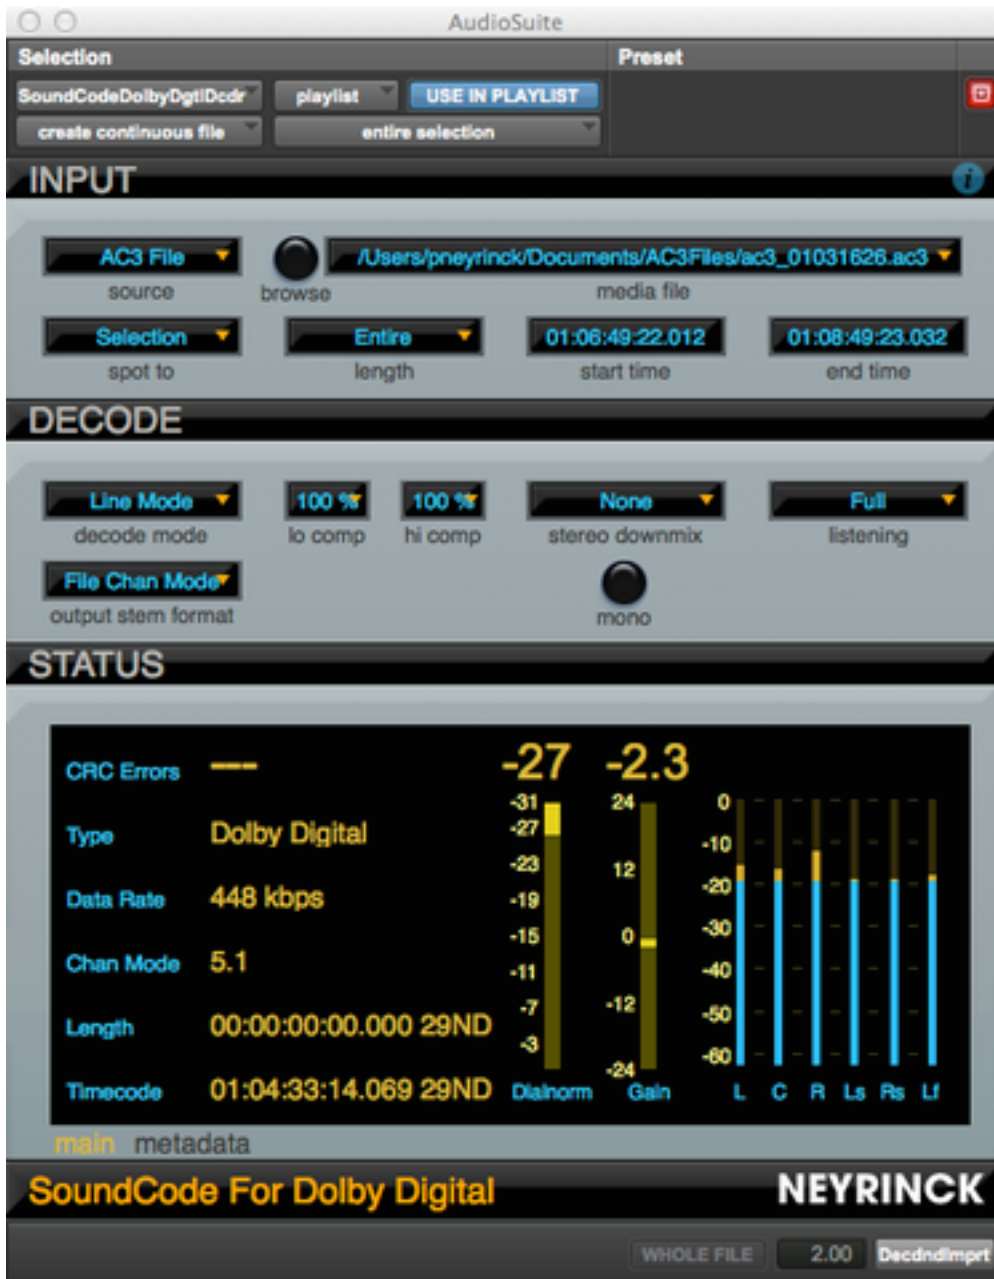 AudioSuite
Selection
Preset
SoundCodeDolbyDgtlDcdr
playlist
USE IN PLAYLIST
create continuous file
entire selection
INPUT
i
AC3 File
/Users/pneyrinck/Documents/AC3Files/ac3_01031626.ac3
source
browse
media file
Selection
Entire
01:06:49:22.012
01:08:49:23.032
spot to
length
start time
end time
DECODE
Line Mode
100 %
100 %
None
Full
decode mode
lo comp
hi comp
stereo downmix
listening
File Chan Mode
output stem format
mono
STATUS
CRC Errors
---
Type
Dolby Digital
Data Rate
448 kbps
Chan Mode
5.1
Length
00:00:00:00.000 29ND
Timecode
01:04:33:14.069 29ND
-27
-31
-27
-23
-19
-15
-11
-7
-3
Dialnorm
-2.3
24
12
0
-12
-24
Gain
0
-10
-20
-30
-40
-50
-60
L C R Ls Rs Lf
main metadata
SoundCode For Dolby Digital
NEYRINCK
WHOLE FILE
2.00
DecdndImprt